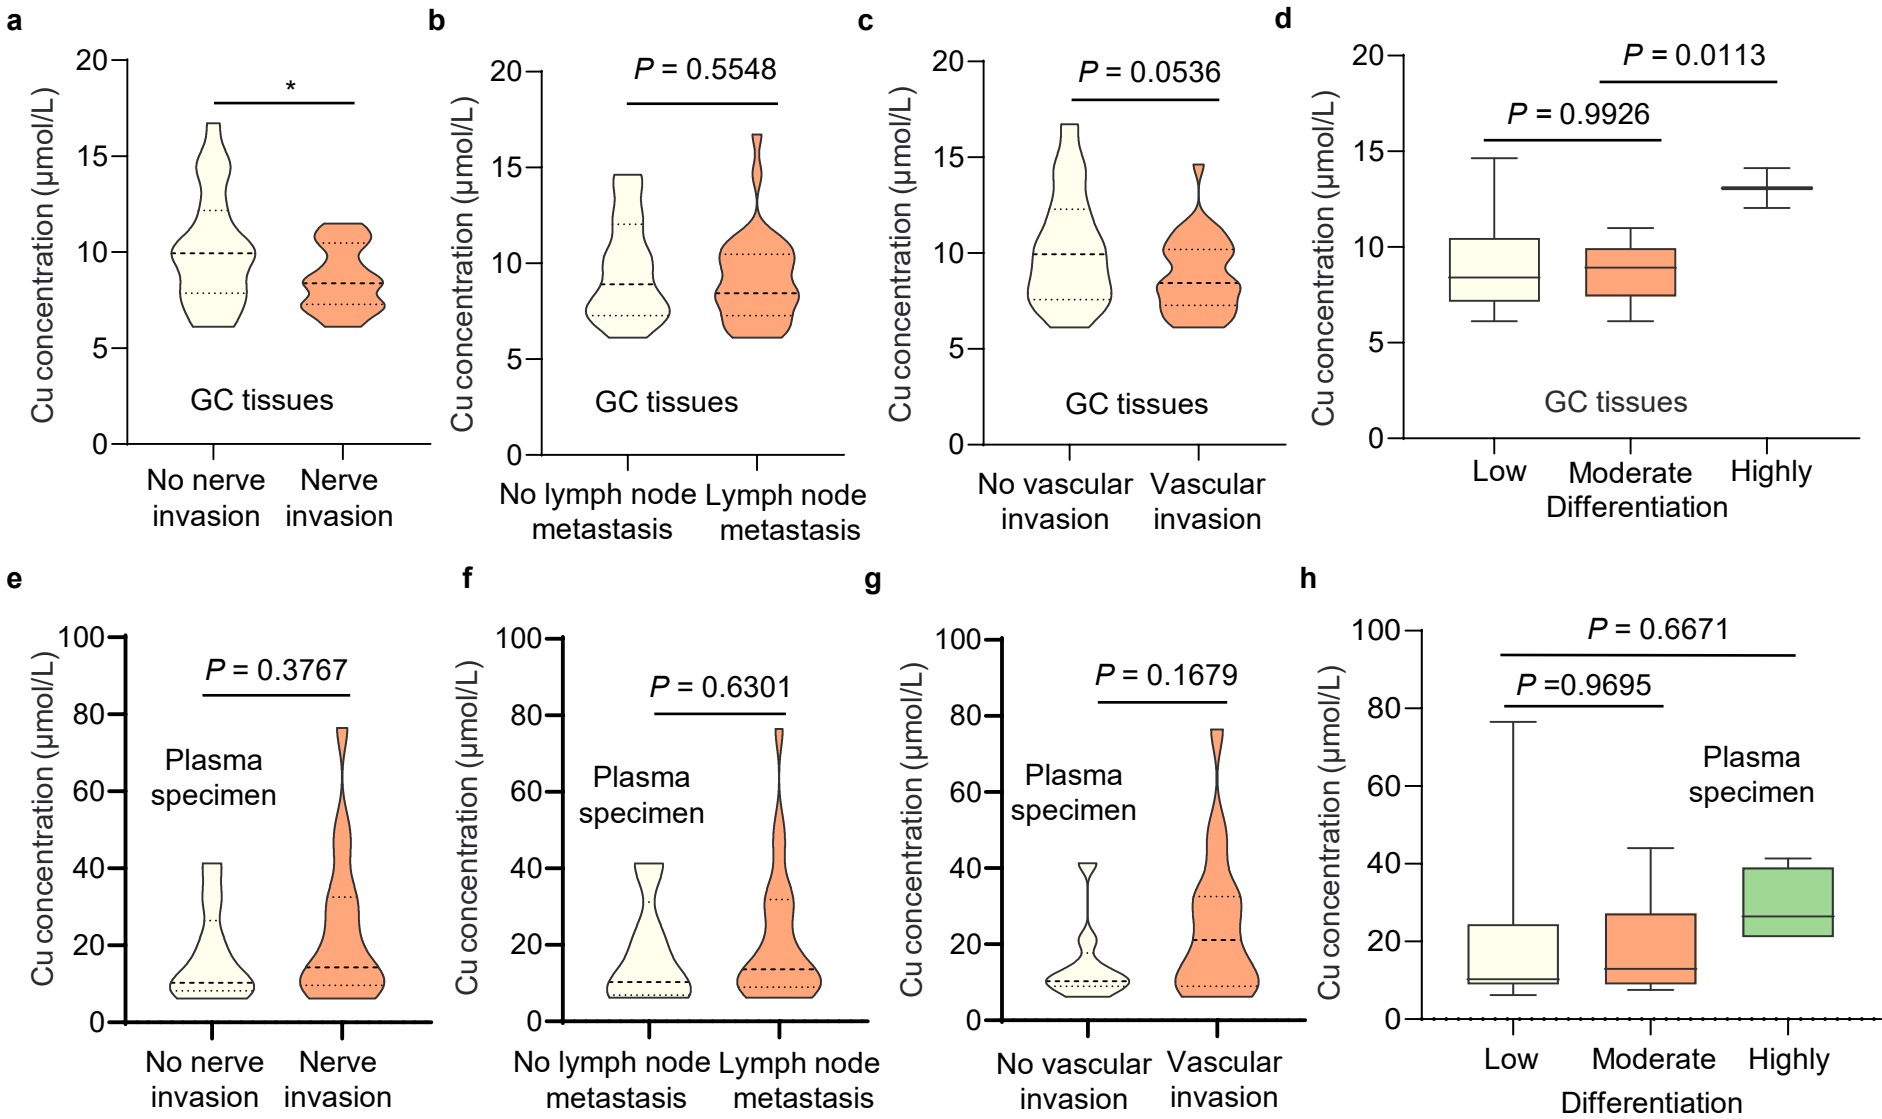 a
20
15
10
5
0
Cu concentration (μmol/L)
*
GC tissues
No nerve
invasion
Nerve
invasion
b
20
15
10
5
0
Cu concentration (μmol/L)
P = 0.5548
GC tissues
No lymph node
metastasis
Lymph node
metastasis
c
20
15
10
5
0
Cu concentration (μmol/L)
P = 0.0536
GC tissues
No vascular
invasion
Vascular
invasion
d
20
15
10
5
0
Cu concentration (μmol/L)
P = 0.0113
P = 0.9926
GC tissues
Low
Moderate
Highly
Differentiation
e
100
80
60
40
20
0
Cu concentration (μmol/L)
P = 0.3767
Plasma
specimen
No nerve
invasion
Nerve
invasion
f
100
80
60
40
20
0
Cu concentration (μmol/L)
P = 0.6301
Plasma
specimen
No lymph node
metastasis
Lymph node
metastasis
g
100
80
60
40
20
0
Cu concentration (μmol/L)
P = 0.1679
Plasma
specimen
No vascular
invasion
Vascular
invasion
h
100
80
60
40
20
0
Cu concentration (μmol/L)
P = 0.6671
P =0.9695
Plasma
specimen
Low
Moderate
Highly
Differentiation